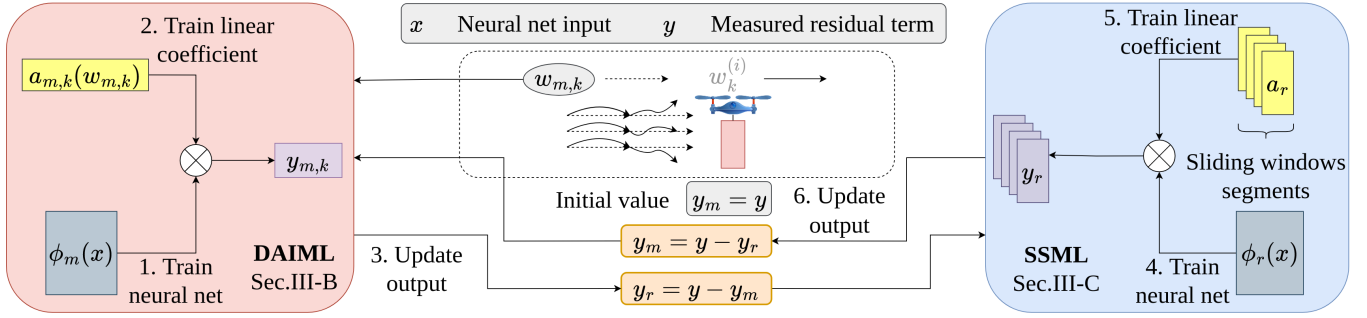 x Neural net input y Measured residual term
2. Train linear
coefficient
a_{m,k}(w_{m,k})
y_{m,k}
ϕ_m(x)
1. Train
neural net
DAIML
Sec.III-B
w_{m,k}
w_k^{(i)}
Initial value y_m = y
y_m = y − y_r
y_r = y − y_m
3. Update
output
6. Update
output
5. Train linear
coefficient
a_r
Sliding windows
segments
y_r
SSML
Sec.III-C
4. Train
neural net
ϕ_r(x)